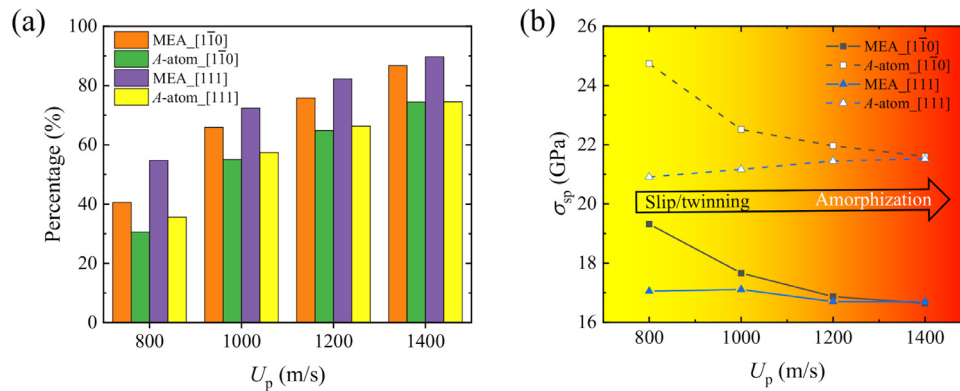 (a)
MEA_[11̅0]
A-atom_[11̅0]
MEA_[111]
A-atom_[111]
Percentage (%)
100
80
60
40
20
0
800 1000 1200 1400
Up (m/s)
(b)
MEA_[11̅0]
A-atom_[11̅0]
MEA_[111]
A-atom_[111]
σsp (GPa)
26
24
22
20
18
16
Slip/twinning Amorphization
800 1000 1200 1400
Up (m/s)